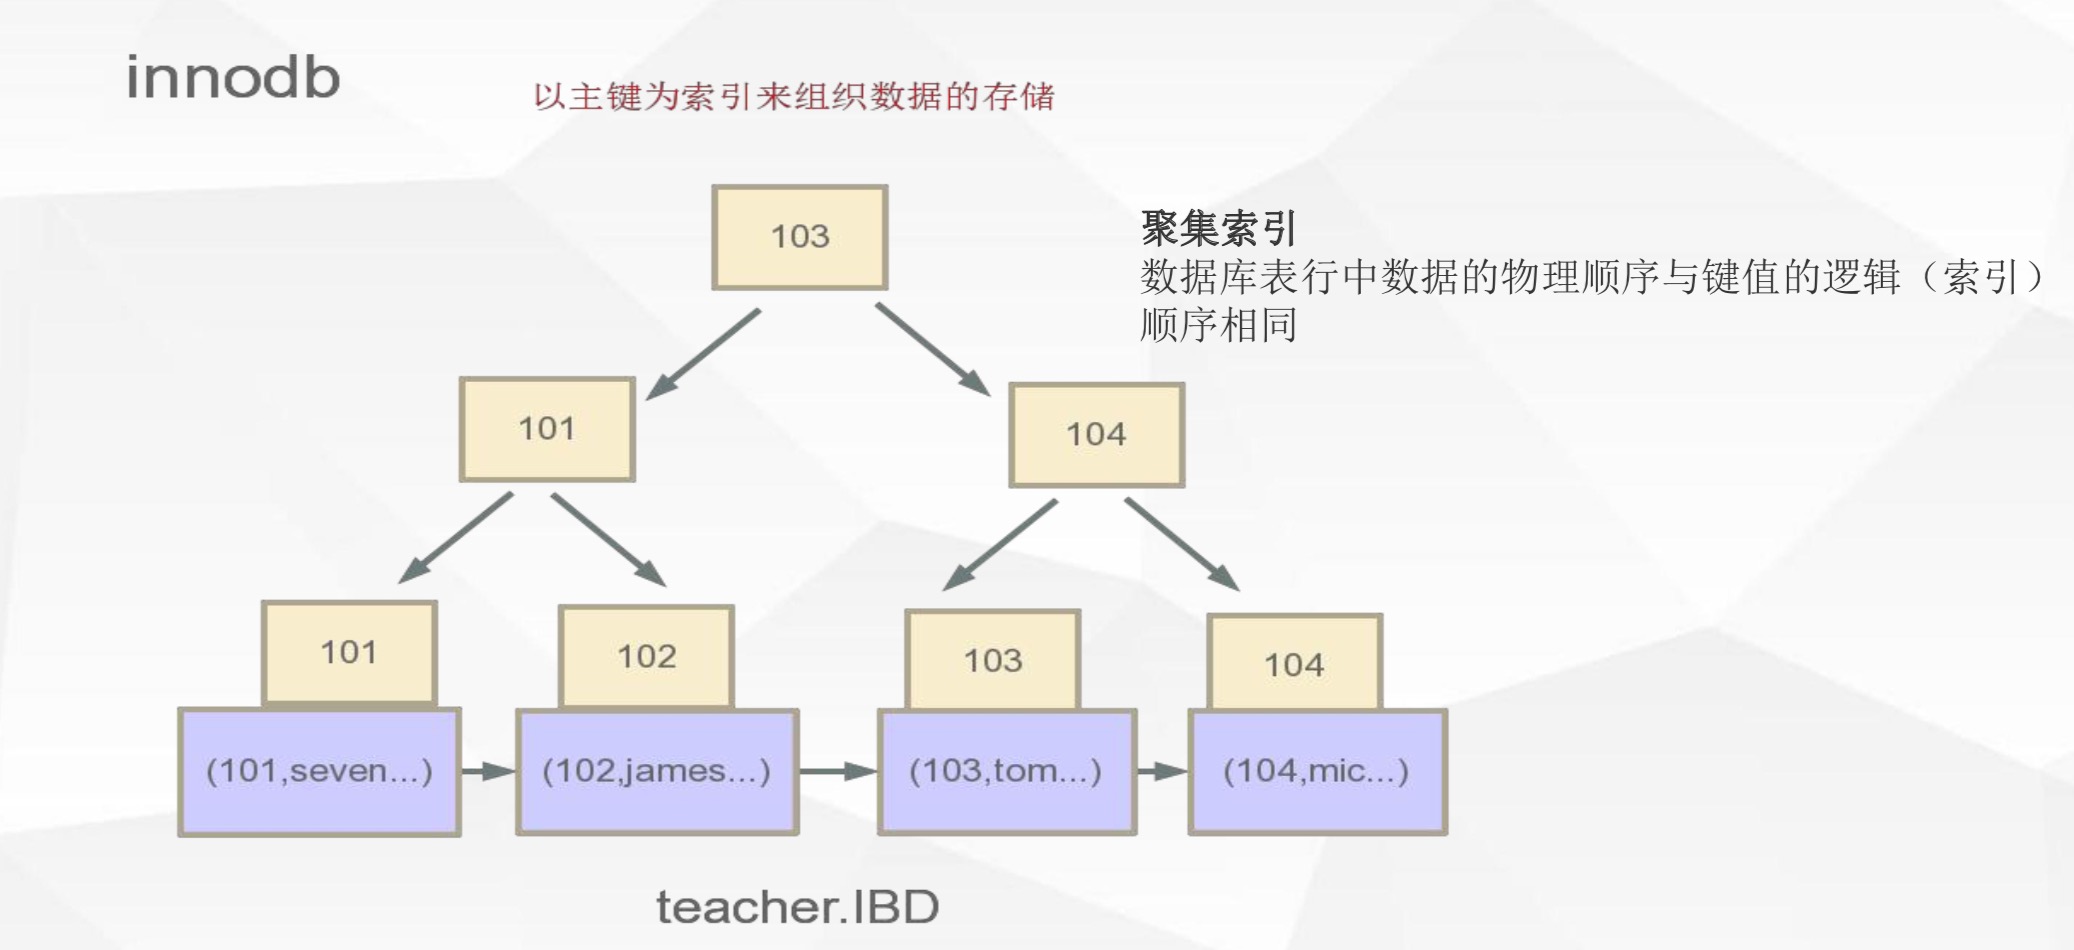 innodb
以主键为索引来组织数据的存储
103
聚集索引
数据库表行中数据的物理顺序与键值的逻辑（索引）
顺序相同
101
104
101
102
103
104
(101,seven...)
(102,james...)
(103,tom...)
(104,mic...)
teacher.IBD